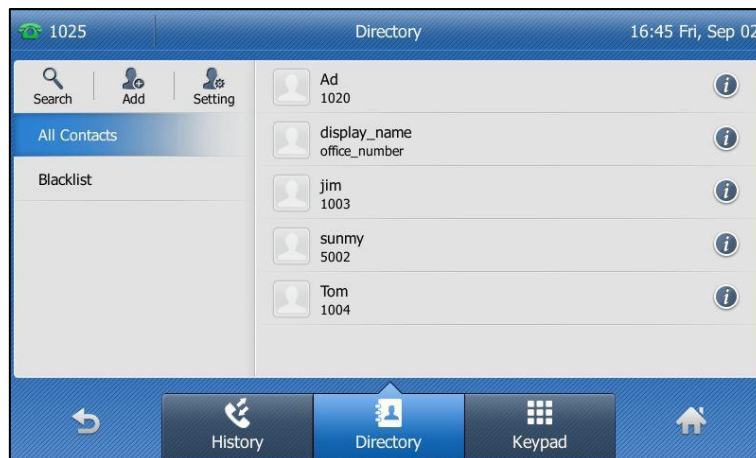 1025
Directory
16:45 Fri, Sep 02
Search
Add
Setting
All Contacts
Blacklist
Ad
1020
display_name
office_number
jim
1003
sunmy
5002
Tom
1004
History
Directory
Keypad